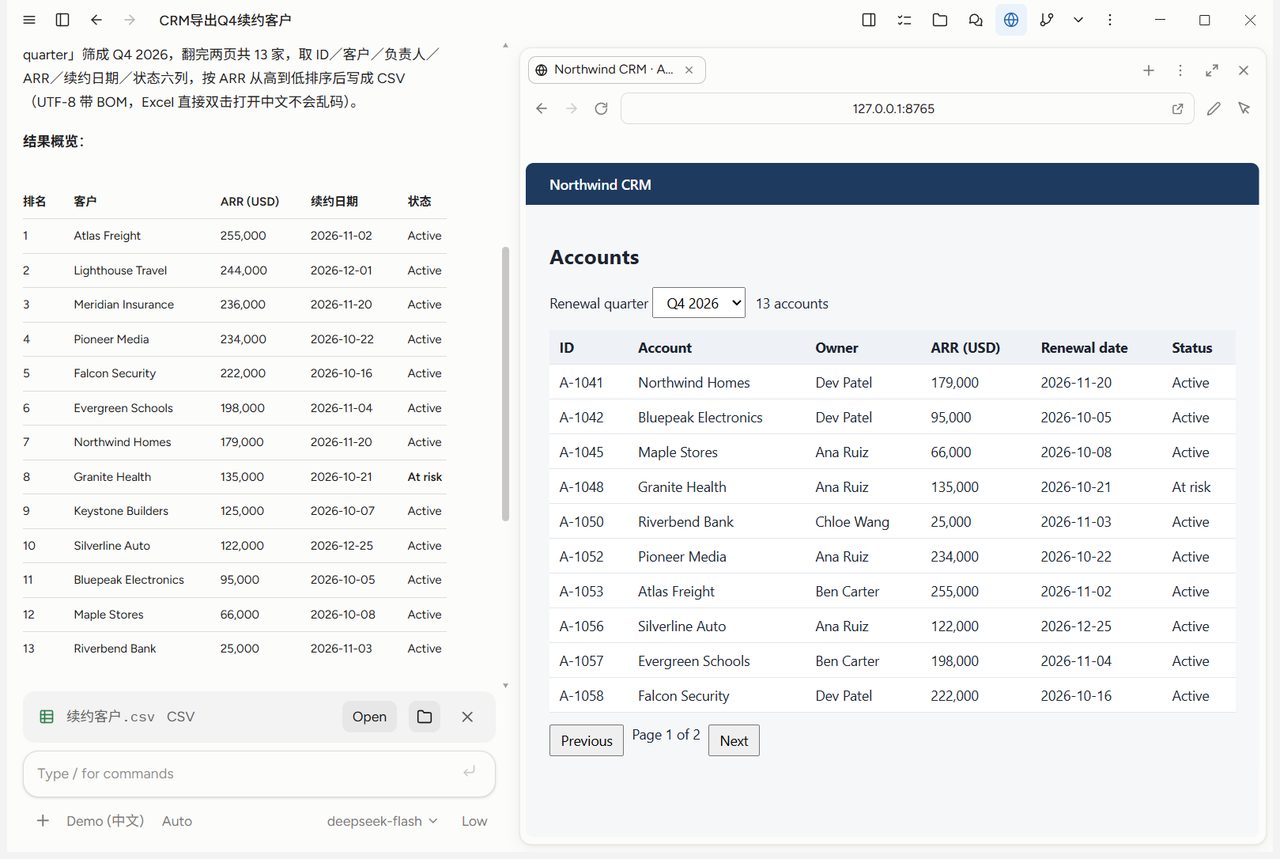 CRM导出Q4续约客户
quarter」筛成 Q4 2026，翻完两页共 13 家，取 ID／客户／负责人／
ARR／续约日期／状态六列，按 ARR 从高到低排序后写成 CSV
（UTF-8 带 BOM，Excel 直接双击打开中文不会乱码）。
结果概览：
排名 客户 ARR (USD) 续约日期 状态
1 Atlas Freight 255,000 2026-11-02 Active
2 Lighthouse Travel 244,000 2026-12-01 Active
3 Meridian Insurance 236,000 2026-11-20 Active
4 Pioneer Media 234,000 2026-10-22 Active
5 Falcon Security 222,000 2026-10-16 Active
6 Evergreen Schools 198,000 2026-11-04 Active
7 Northwind Homes 179,000 2026-11-20 Active
8 Granite Health 135,000 2026-10-21 At risk
9 Keystone Builders 125,000 2026-10-07 Active
10 Silverline Auto 122,000 2026-12-25 Active
11 Bluepeak Electronics 95,000 2026-10-05 Active
12 Maple Stores 66,000 2026-10-08 Active
13 Riverbend Bank 25,000 2026-11-03 Active
续约客户.csv CSV Open
Type / for commands
Demo (中文) Auto deepseek-flash Low
Northwind CRM · A...
127.0.0.1:8765
Northwind CRM
Accounts
Renewal quarter Q4 2026 13 accounts
ID Account Owner ARR (USD) Renewal date Status
A-1041 Northwind Homes Dev Patel 179,000 2026-11-20 Active
A-1042 Bluepeak Electronics Dev Patel 95,000 2026-10-05 Active
A-1045 Maple Stores Ana Ruiz 66,000 2026-10-08 Active
A-1048 Granite Health Ana Ruiz 135,000 2026-10-21 At risk
A-1050 Riverbend Bank Chloe Wang 25,000 2026-11-03 Active
A-1052 Pioneer Media Ana Ruiz 234,000 2026-10-22 Active
A-1053 Atlas Freight Ben Carter 255,000 2026-11-02 Active
A-1056 Silverline Auto Ana Ruiz 122,000 2026-12-25 Active
A-1057 Evergreen Schools Ben Carter 198,000 2026-11-04 Active
A-1058 Falcon Security Dev Patel 222,000 2026-10-16 Active
Previous Page 1 of 2 Next